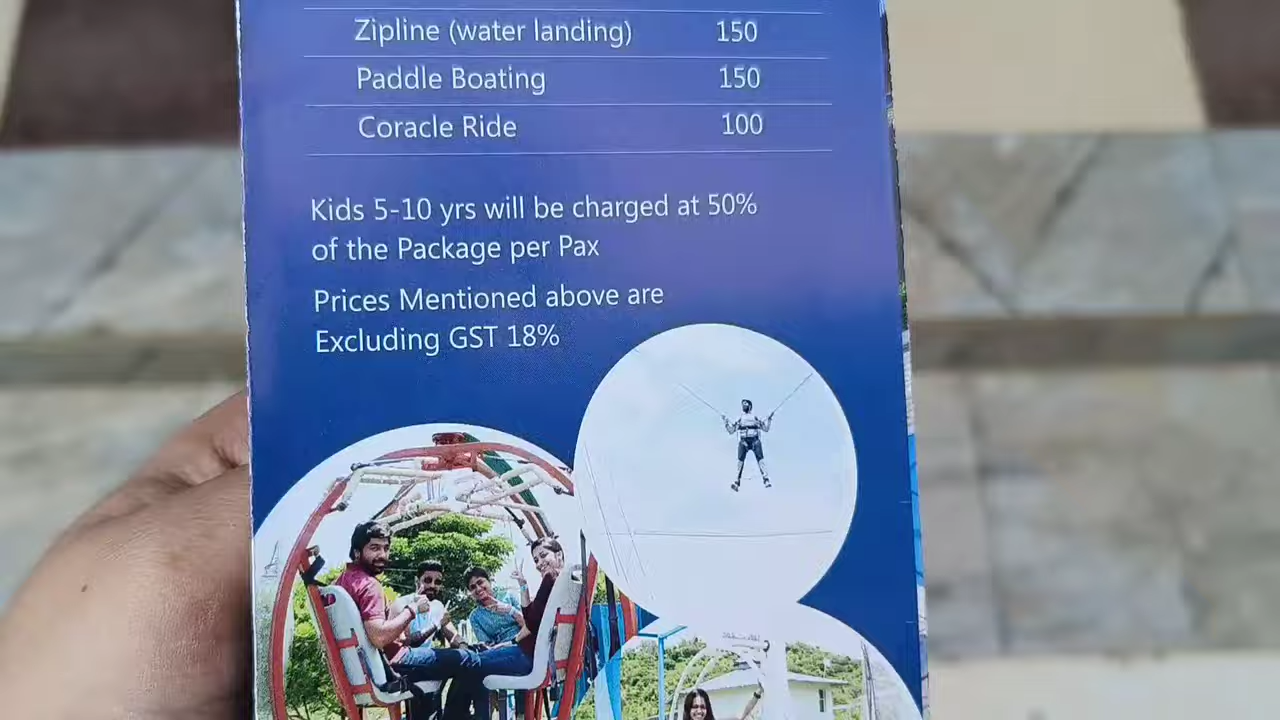 Zipline (water landing) 150
Paddle Boating 150
Coracle Ride 100
Kids 5-10 yrs will be charged at 50%
of the Package per Pax
Prices Mentioned above are
Excluding GST 18%